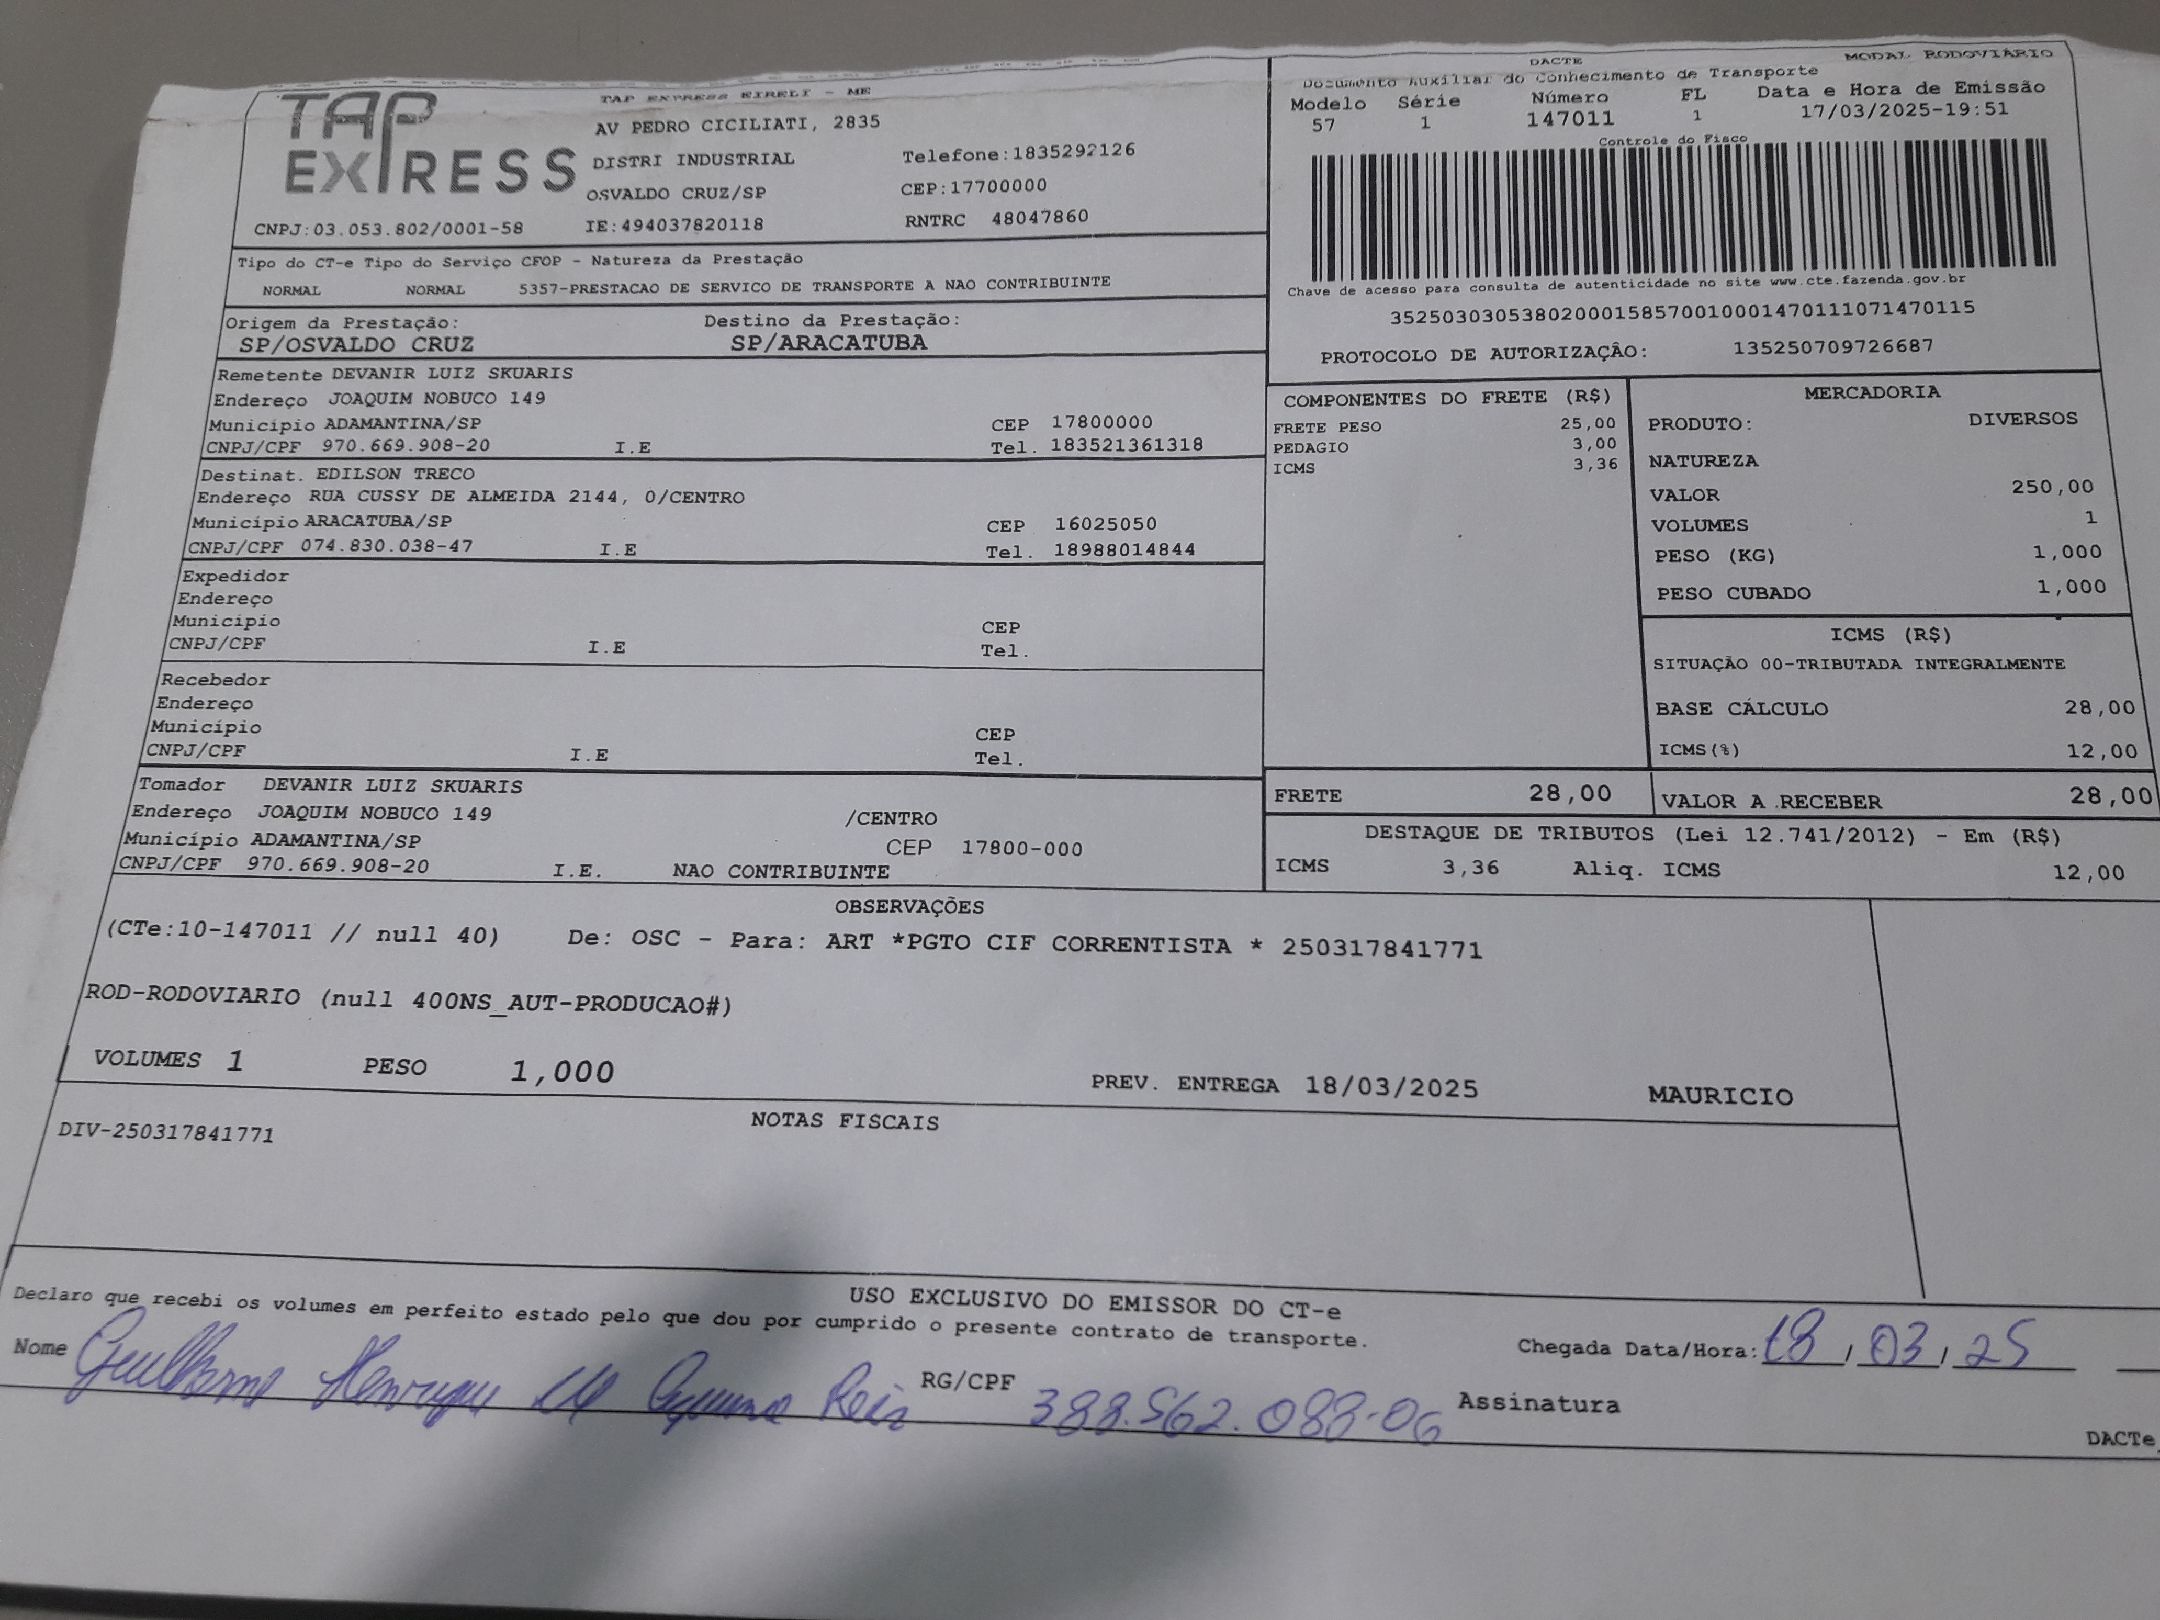 TAP
EXPRESS
TAP EXPRESS EIRELI - ME
AV PEDRO CICILIATI, 2835
DISTRI INDUSTRIAL Telefone:1835292126
OSVALDO CRUZ/SP CEP:17700000
CNPJ:03.053.802/0001-58 IE:494037820118 RNTRC 48047860
DACTE MODAL RODOVIÁRIO
Documento Auxiliar do Conhecimento de Transporte
Modelo Série Número FL Data e Hora de Emissão
57 1 147011 1 17/03/2025-19:51
Controle do Fisco
Chave de acesso para consulta de autenticidade no site www.cte.fazenda.gov.br
35250303053802000158570010001470111071470115
PROTOCOLO DE AUTORIZAÇÃO: 135250709726687
Tipo do CT-e Tipo do Serviço CFOP - Natureza da Prestação
NORMAL NORMAL 5357-PRESTACAO DE SERVICO DE TRANSPORTE A NAO CONTRIBUINTE
Origem da Prestação: Destino da Prestação:
SP/OSVALDO CRUZ SP/ARACATUBA
Remetente DEVANIR LUIZ SKUARIS
Endereço JOAQUIM NOBUCO 149
Municipio ADAMANTINA/SP CEP 17800000
CNPJ/CPF 970.669.908-20 I.E Tel. 183521361318
Destinat. EDILSON TRECO
Endereço RUA CUSSY DE ALMEIDA 2144, 0/CENTRO
Município ARACATUBA/SP CEP 16025050
CNPJ/CPF 074.830.038-47 I.E Tel. 18988014844
Expedidor
Endereço
Município CEP
CNPJ/CPF I.E Tel.
Recebedor
Endereço
Município CEP
CNPJ/CPF I.E Tel.
Tomador DEVANIR LUIZ SKUARIS
Endereço JOAQUIM NOBUCO 149 /CENTRO
Município ADAMANTINA/SP CEP 17800-000
CNPJ/CPF 970.669.908-20 I.E. NAO CONTRIBUINTE
COMPONENTES DO FRETE (R$)
FRETE PESO 25,00
PEDAGIO 3,00
ICMS 3,36
MERCADORIA
PRODUTO: DIVERSOS
NATUREZA
VALOR 250,00
VOLUMES 1
PESO (KG) 1,000
PESO CUBADO 1,000
ICMS (R$)
SITUAÇÃO 00-TRIBUTADA INTEGRALMENTE
BASE CÁLCULO 28,00
ICMS(%) 12,00
FRETE 28,00 VALOR A RECEBER 28,00
DESTAQUE DE TRIBUTOS (Lei 12.741/2012) - Em (R$)
ICMS 3,36 Aliq. ICMS 12,00
OBSERVAÇÕES
(CTe:10-147011 // null 40) De: OSC - Para: ART *PGTO CIF CORRENTISTA * 250317841771
ROD-RODOVIARIO (null 400NS_AUT-PRODUCAO#)
VOLUMES 1 PESO 1,000 PREV. ENTREGA 18/03/2025 MAURICIO
NOTAS FISCAIS
DIV-250317841771
USO EXCLUSIVO DO EMISSOR DO CT-e
Declaro que recebi os volumes em perfeito estado pelo que dou por cumprido o presente contrato de transporte.
Nome Guilherme Henrique Reis RG/CPF 388.562.088-06 Assinatura
Chegada Data/Hora: 18/03/25
DACTe